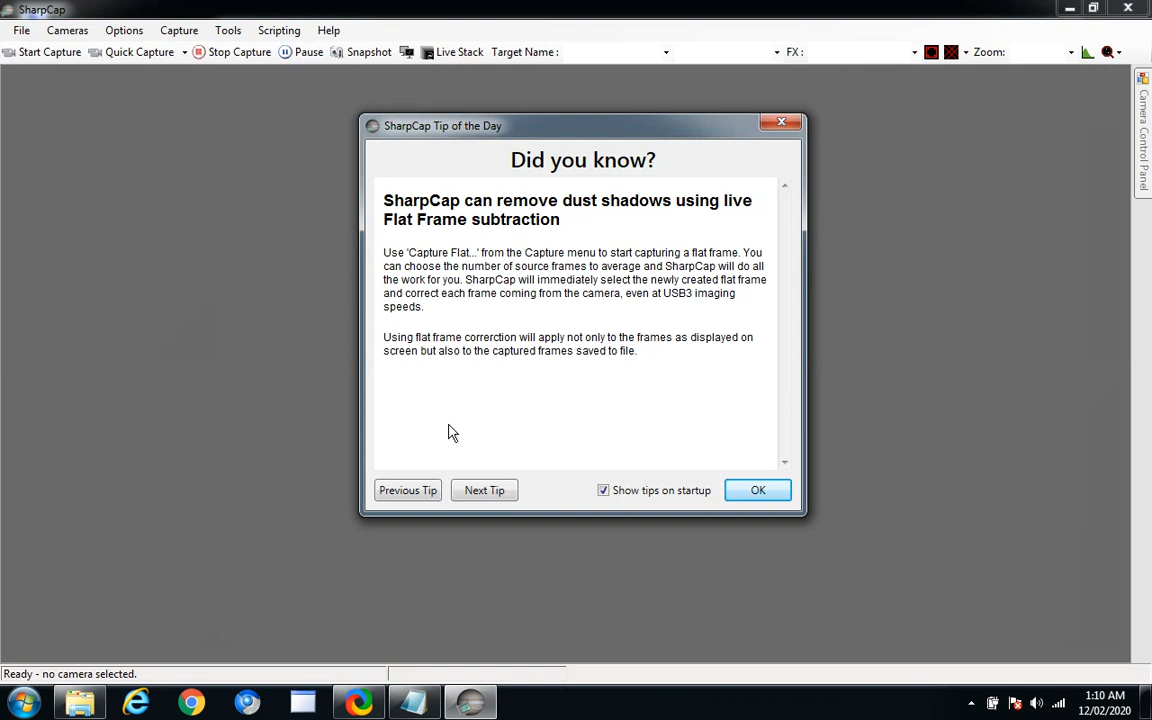 SharpCap
File Cameras Options Capture Tools Scripting Help
Start Capture Quick Capture Stop Capture Pause Snapshot Live Stack Target Name : FX : Zoom:
Camera Control Panel
SharpCap Tip of the Day
Did you know?
SharpCap can remove dust shadows using live
Flat Frame subtraction
Use 'Capture Flat...' from the Capture menu to start capturing a flat frame. You
can choose the number of source frames to average and SharpCap will do all
the work for you. SharpCap will immediately select the newly created flat frame
and correct each frame coming from the camera, even at USB3 imaging
speeds.
Using flat frame correrction will apply not only to the frames as displayed on
screen but also to the captured frames saved to file.
Previous Tip Next Tip Show tips on startup OK
Ready - no camera selected.
1:10 AM
12/02/2020